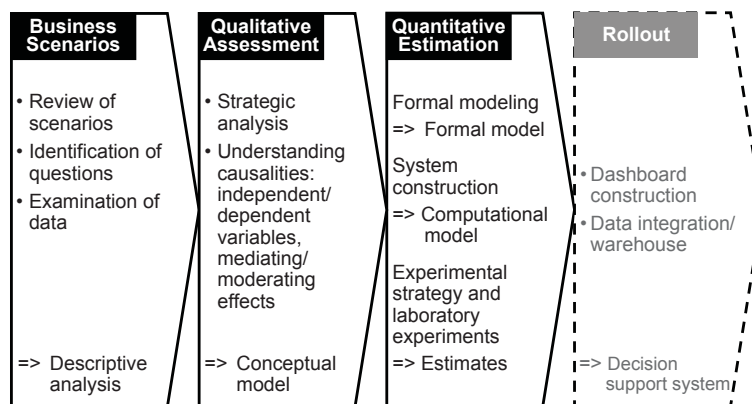 Business
Scenarios
• Review of
scenarios
• Identification of
questions
• Examination of
data
=> Descriptive
analysis
Qualitative
Assessment
• Strategic
analysis
• Understanding
causalities:
independent/
dependent
variables,
mediating/
moderating
effects
=> Conceptual
model
Quantitative
Estimation
Formal modeling
=> Formal model
System
construction
=> Computational
model
Experimental
strategy and
laboratory
experiments
=> Estimates
Rollout
• Dashboard
construction
• Data integration/
warehouse
=> Decision
support system